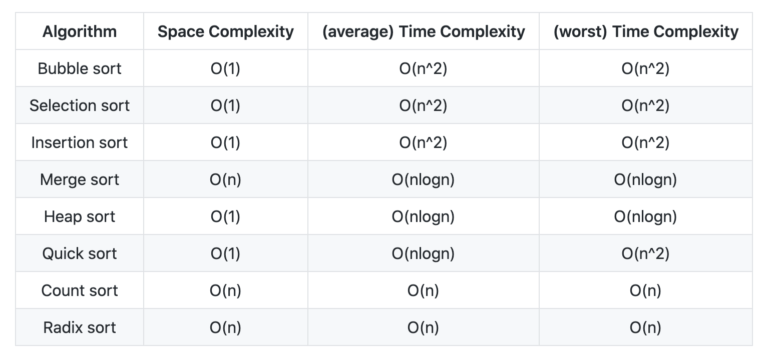 Algorithm Space Complexity (average) Time Complexity (worst) Time Complexity
Bubble sort O(1) O(n^2) O(n^2)
Selection sort O(1) O(n^2) O(n^2)
Insertion sort O(1) O(n^2) O(n^2)
Merge sort O(n) O(nlogn) O(nlogn)
Heap sort O(1) O(nlogn) O(nlogn)
Quick sort O(1) O(nlogn) O(n^2)
Count sort O(n) O(n) O(n)
Radix sort O(n) O(n) O(n)